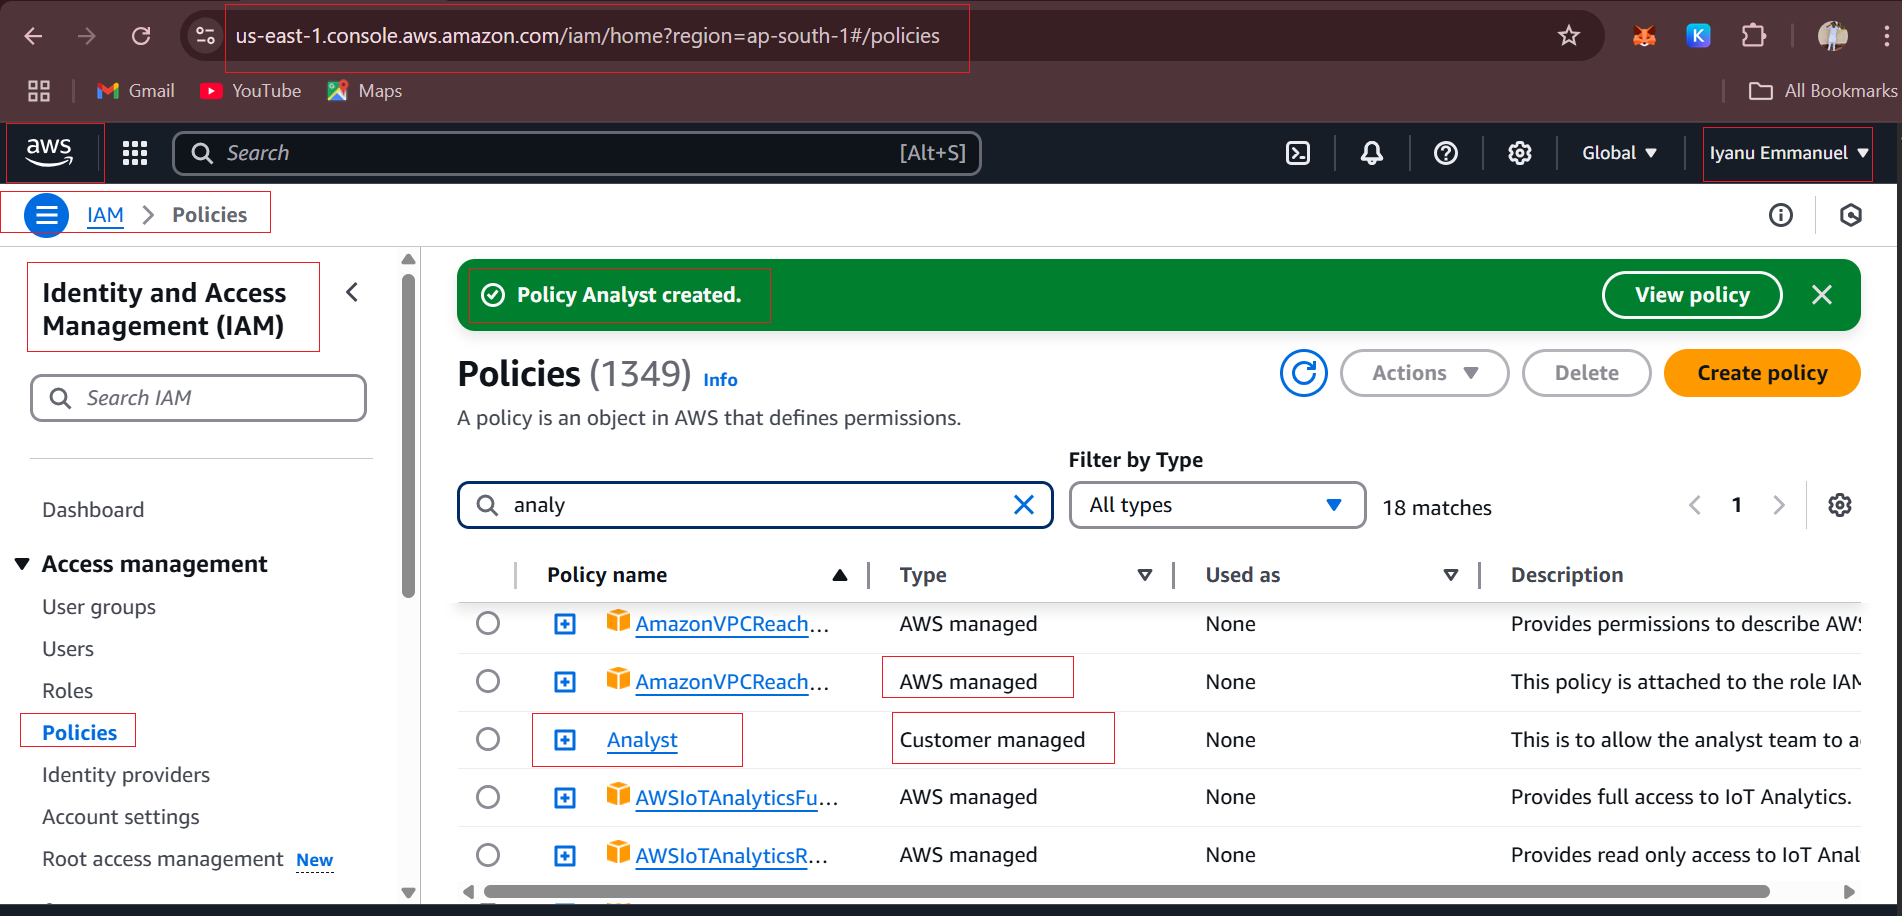 us-east-1.console.aws.amazon.com/iam/home?region=ap-south-1#/policies
K
Gmail YouTube Maps All Bookmarks
aws Search [Alt+S] Global Iyanu Emmanuel
IAM > Policies
Identity and Access Management (IAM)
Search IAM
Dashboard
Access management
User groups
Users
Roles
Policies
Identity providers
Account settings
Root access management New
Policy Analyst created. View policy
Policies (1349) Info
Actions Delete Create policy
A policy is an object in AWS that defines permissions.
Filter by Type
analy All types 18 matches 1
Policy name Type Used as Description
AmazonVPCReach... AWS managed None Provides permissions to describe AWS
AmazonVPCReach... AWS managed None This policy is attached to the role IAM
Analyst Customer managed None This is to allow the analyst team to a
AWSIoTAnalyticsFu... AWS managed None Provides full access to IoT Analytics.
AWSIoTAnalyticsR... AWS managed None Provides read only access to IoT Anal